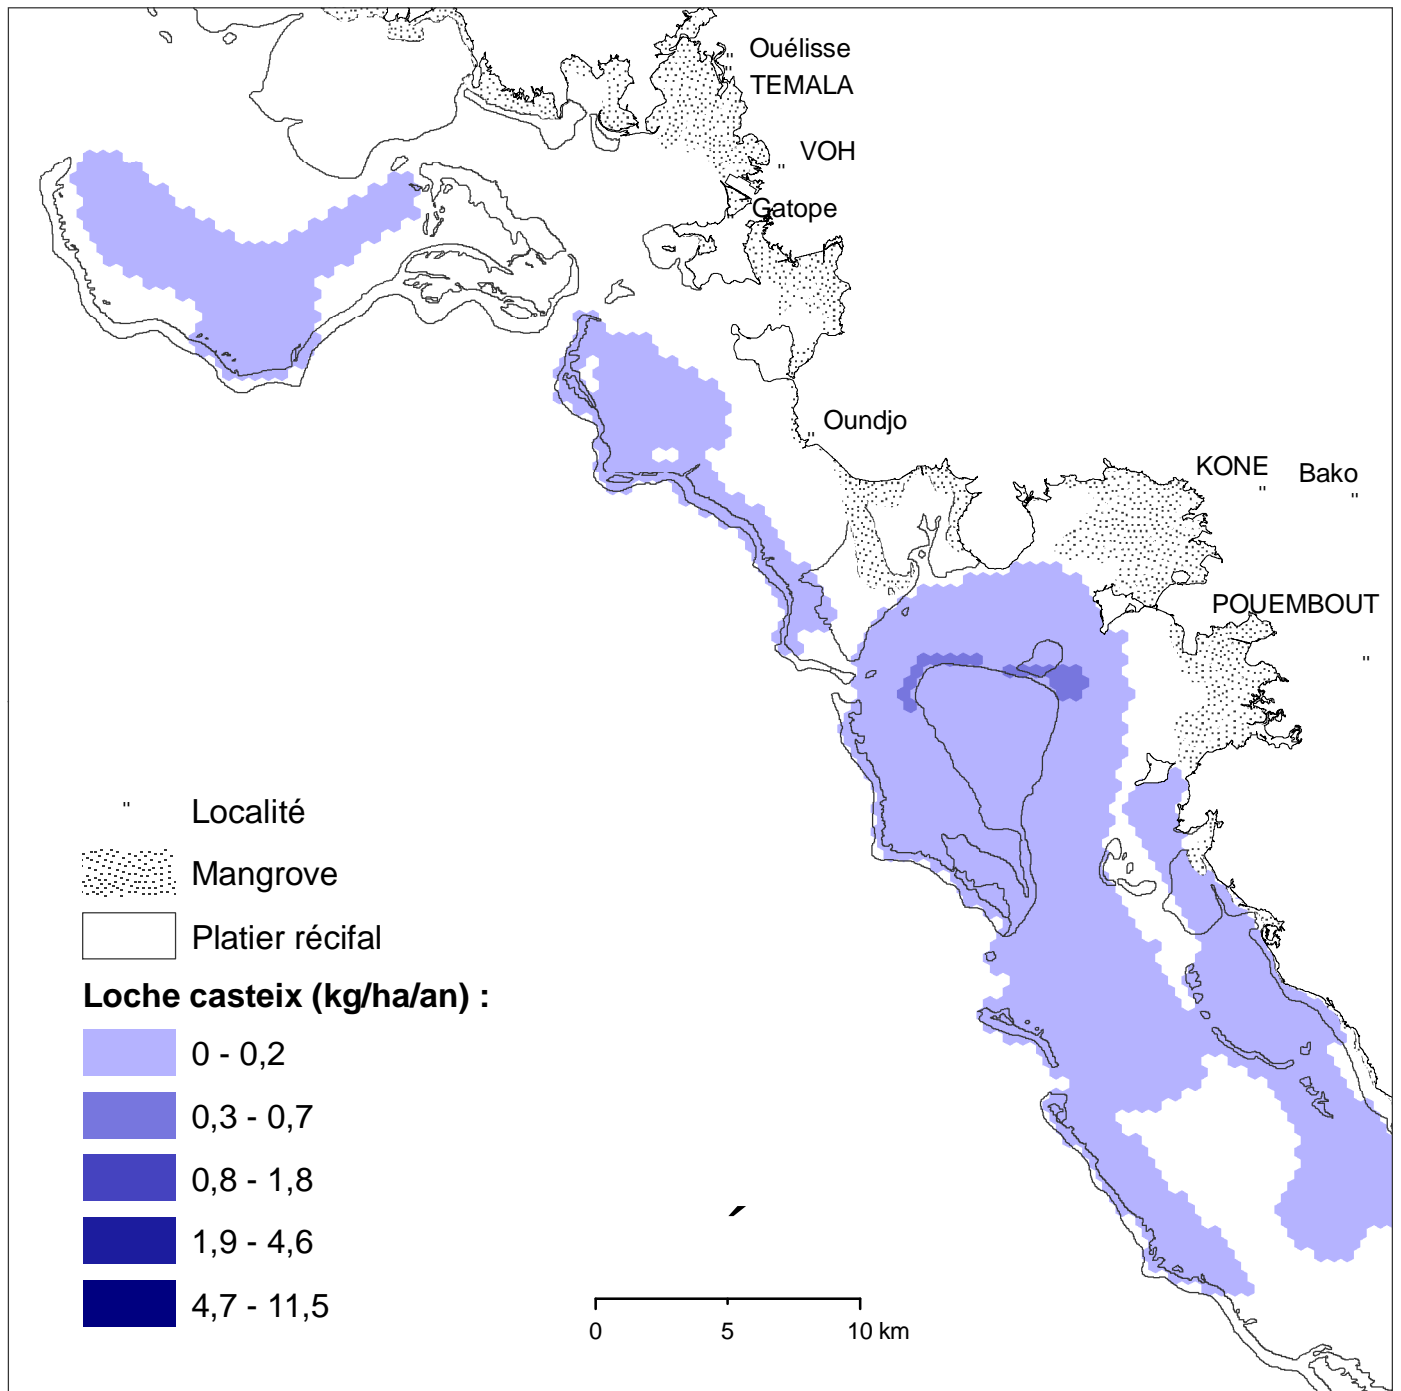 Ouélisse
TEMALA
VOH
Gatope
Oundjo
KONE
Bako
POUEMBOUT
" Localité
Mangrove
Platier récifal
Loche casteix (kg/ha/an) :
0 - 0,2
0,3 - 0,7
0,8 - 1,8
1,9 - 4,6
4,7 - 11,5
0 5 10 km